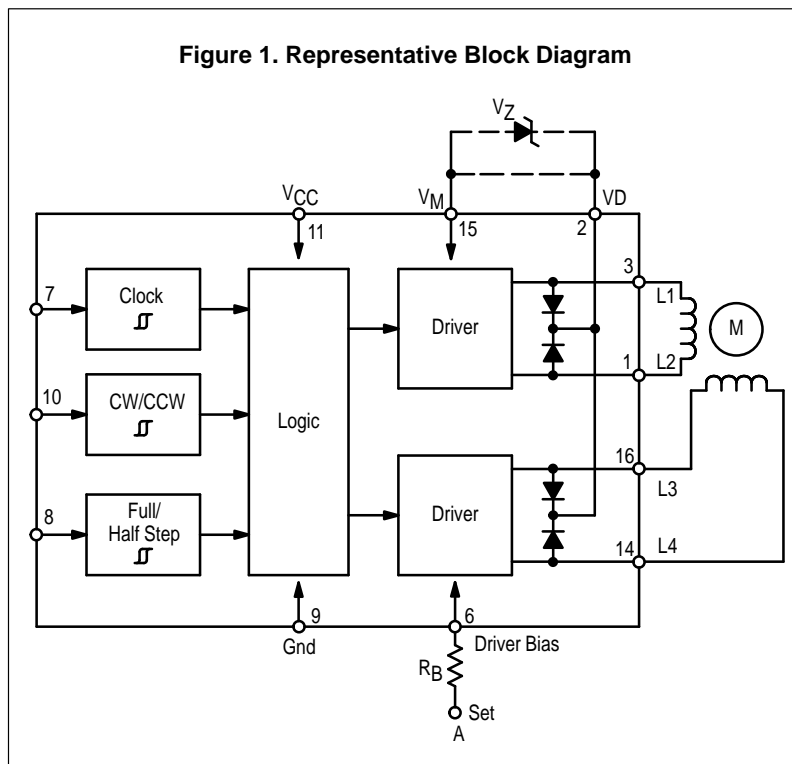 Figure 1. Representative Block Diagram
VZ
VCC
VM
VD
11
15
2
7
Clock
3
L1
Driver
M
1
L2
10
CW/CCW
Logic
16
L3
8
Full/
Half Step
Driver
14
L4
9
6
Gnd
Driver Bias
RB
Set
A